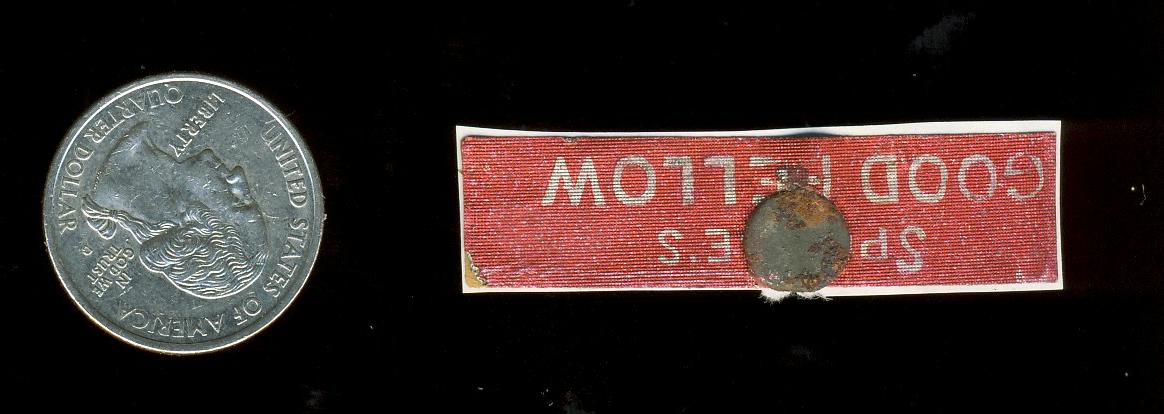 UNITED STATES OF AMERICA
LIBERTY
IN
GOD WE
TRUST
QUARTER DOLLAR
GOOD FELLOW